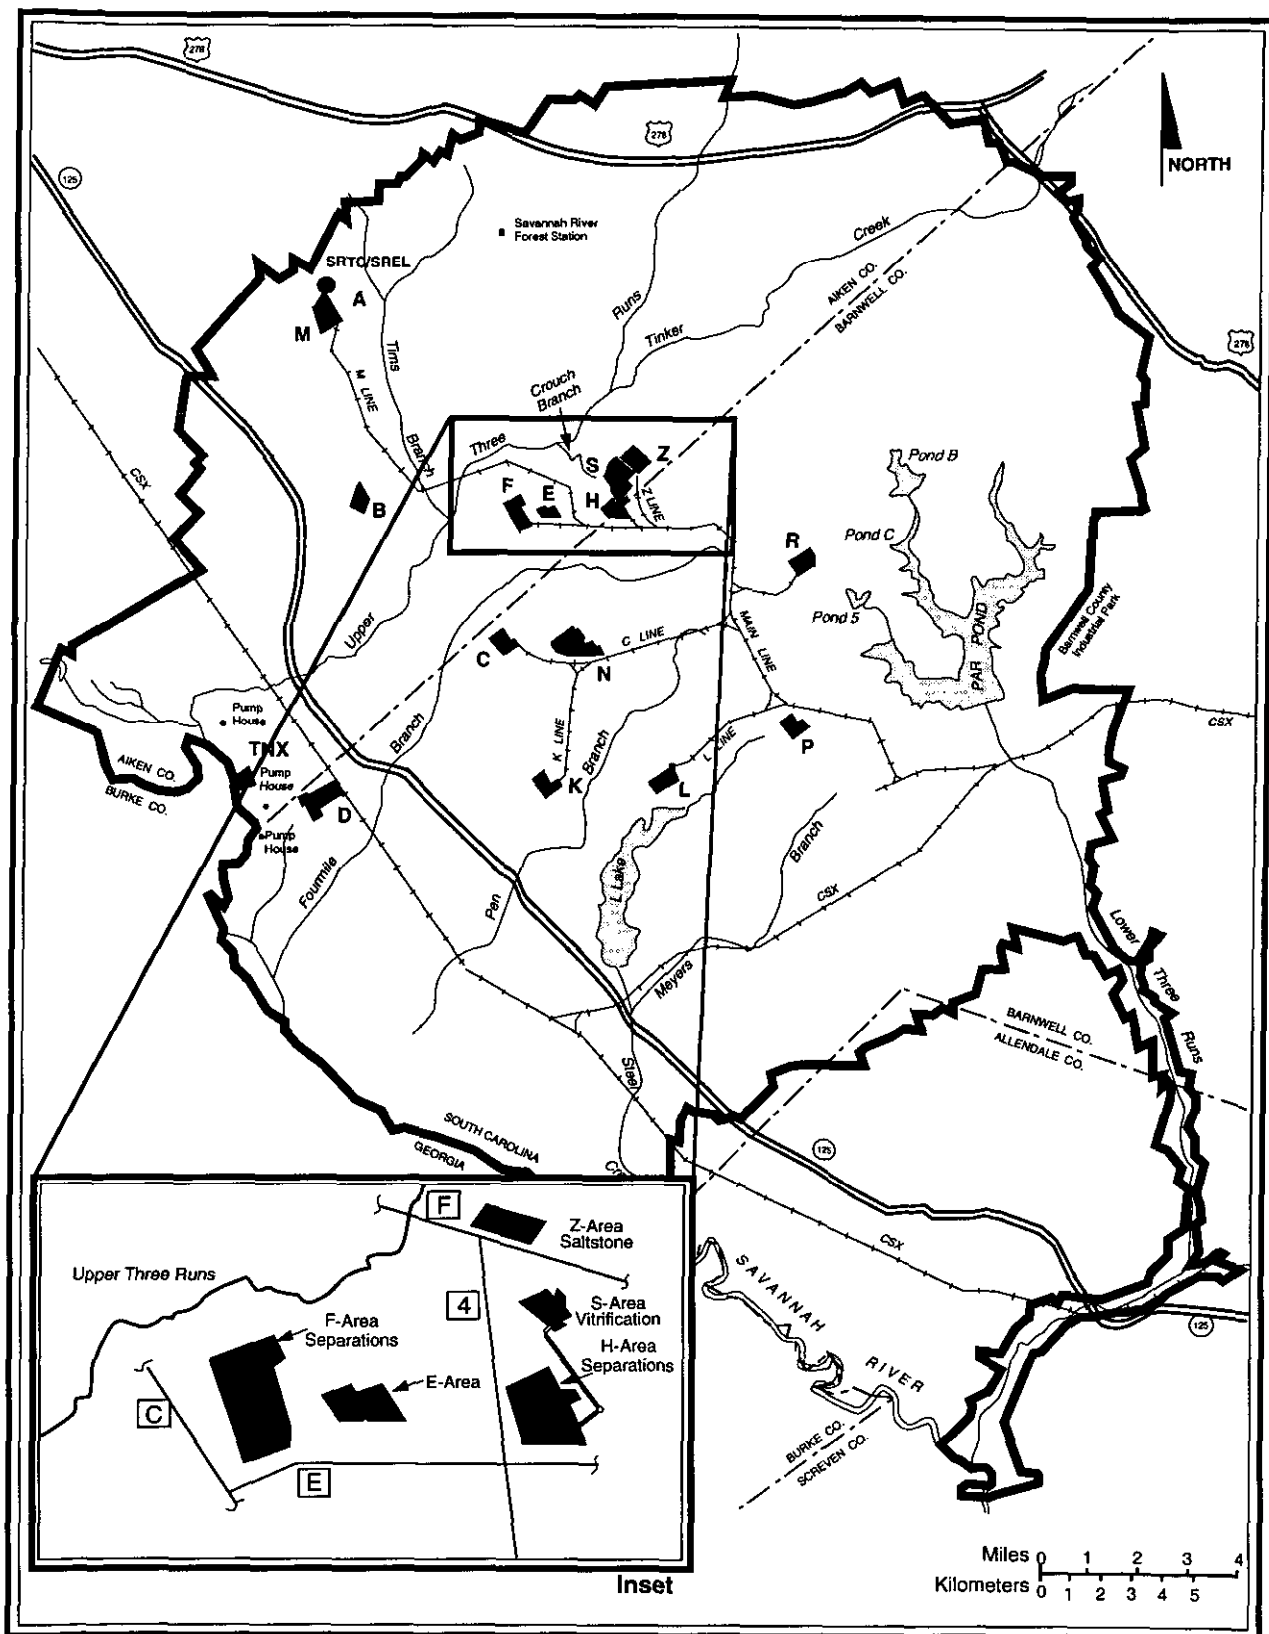 278
278
125
NORTH
Savannah River
Forest Station
Creek
SRTC/SREL
A
M
AIKEN CO.
BARNWELL CO.
Runs
Tinker
Tims
278
M LINE
Crouch
Branch
Branch
Three
CSX
S
Z
Pond B
F
E
H
Z LINE
B
Pond C
R
Barnwell County
Industrial Park
Pond 5
PAR POND
Upper
C
C LINE
N
MAIN
LINE
Pump
House
Branch
K LINE
Branch
L LINE
P
CSX
TNX
AIKEN CO.
BURKE CO.
Pump
House
D
K
L
Pump
House
Branch
L Lake
Fourmile
Pen
CSX
Lower
Three
Runs
Meyers
BARNWELL CO.
ALLENDALE CO.
Steel
SOUTH CAROLINA
GEORGIA
125
CSX
SAVANNAH
RIVER
125
BURKE CO.
SCREVEN CO.
F
Z-Area
Saltstone
Upper Three Runs
4
S-Area
Vitrification
F-Area
Separations
H-Area
Separations
E-Area
C
E
Inset
Miles 0 1 2 3 4
Kilometers 0 1 2 3 4 5